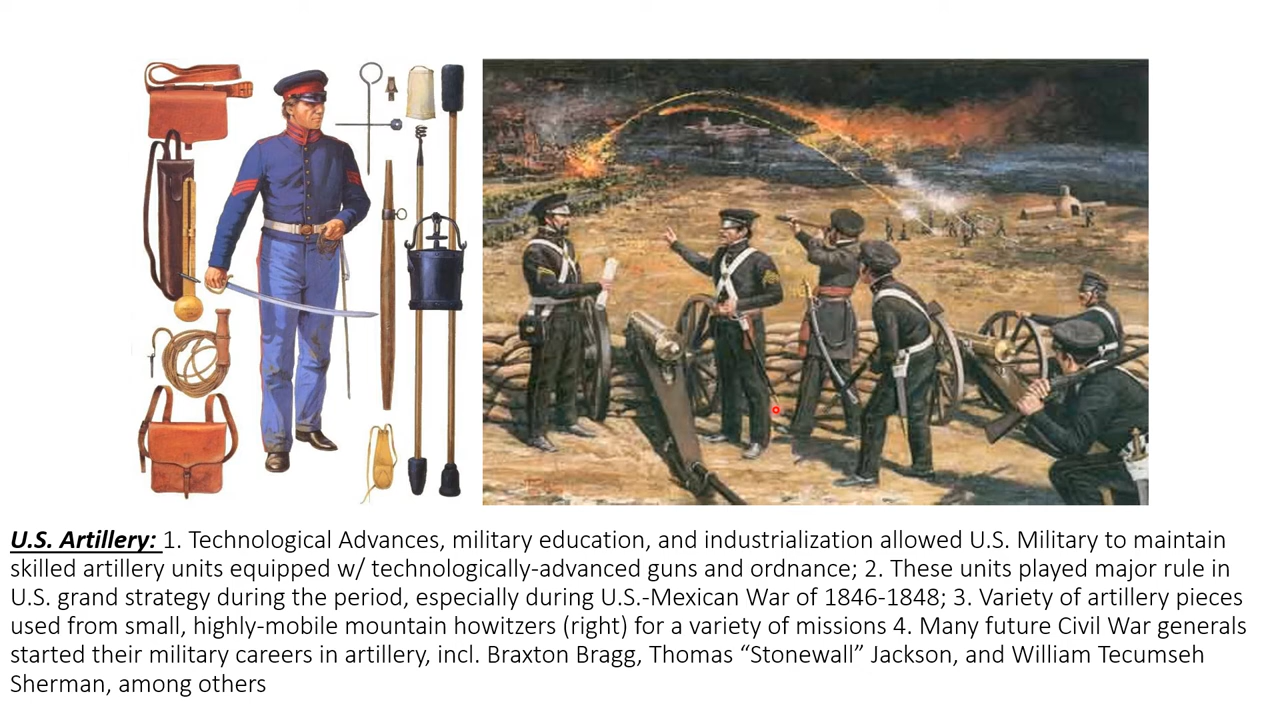 U.S. Artillery: 1. Technological Advances, military education, and industrialization allowed U.S. Military to maintain
skilled artillery units equipped w/ technologically-advanced guns and ordnance; 2. These units played major rule in
U.S. grand strategy during the period, especially during U.S.-Mexican War of 1846-1848; 3. Variety of artillery pieces
used from small, highly-mobile mountain howitzers (right) for a variety of missions 4. Many future Civil War generals
started their military careers in artillery, incl. Braxton Bragg, Thomas “Stonewall” Jackson, and William Tecumseh
Sherman, among others